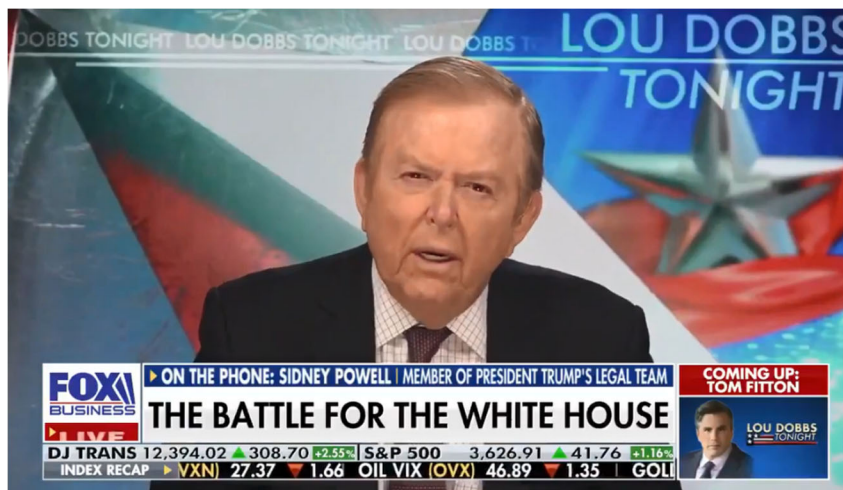 DOBBS TONIGHT LOU DOBBS TONIGHT LOU DOBBS T
LOU DOBBS
TONIGHT
ON THE PHONE: SIDNEY POWELL | MEMBER OF PRESIDENT TRUMP'S LEGAL TEAM
FOX
BUSINESS
LIVE
THE BATTLE FOR THE WHITE HOUSE
COMING UP:
TOM FITTON
LOU DOBBS
TONIGHT
DJ TRANS 12,394.02 ▲ 308.70 +2.55% S&P 500 3,626.91 ▲ 41.76 +1.16%
INDEX RECAP VXN) 27.37 ▼ 1.66 OIL VIX (OVX) 46.89 ▼ 1.35 GOL